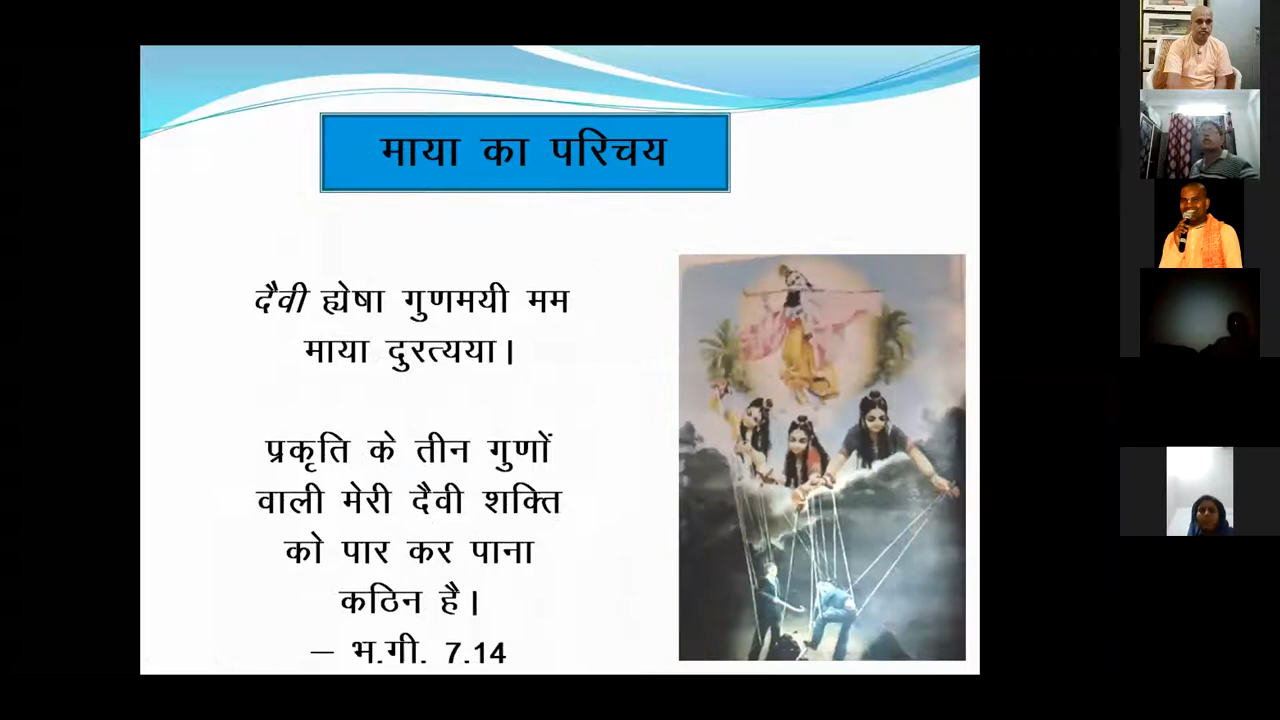 माया का परिचय
दैवी ह्येषा गुणमयी मम
माया दुरत्यया।
प्रकृति के तीन गुणों
वाली मेरी दैवी शक्ति
को पार कर पाना
कठिन है।
– भ.गी. 7.14